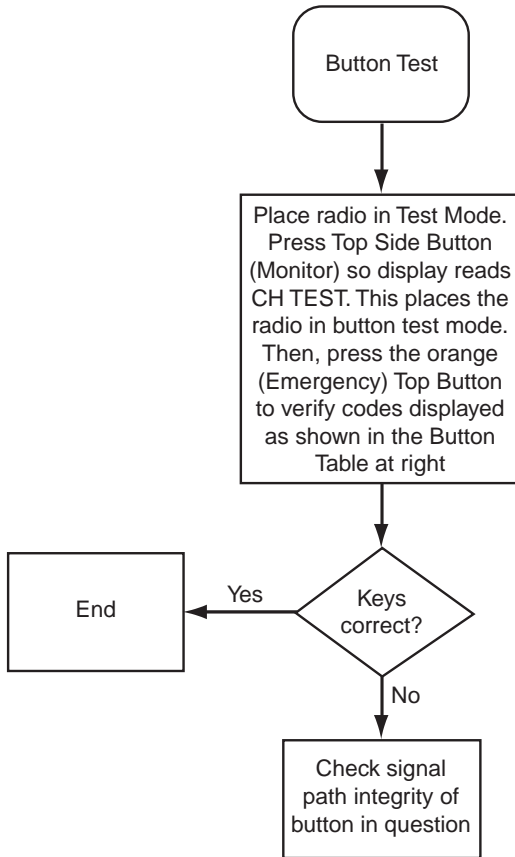 Button Test
Place radio in Test Mode.
Press Top Side Button
(Monitor) so display reads
CH TEST. This places the
radio in button test mode.
Then, press the orange
(Emergency) Top Button
to verify codes displayed
as shown in the Button
Table at right
Keys
correct?
Yes
End
No
Check signal
path integrity of
button in question